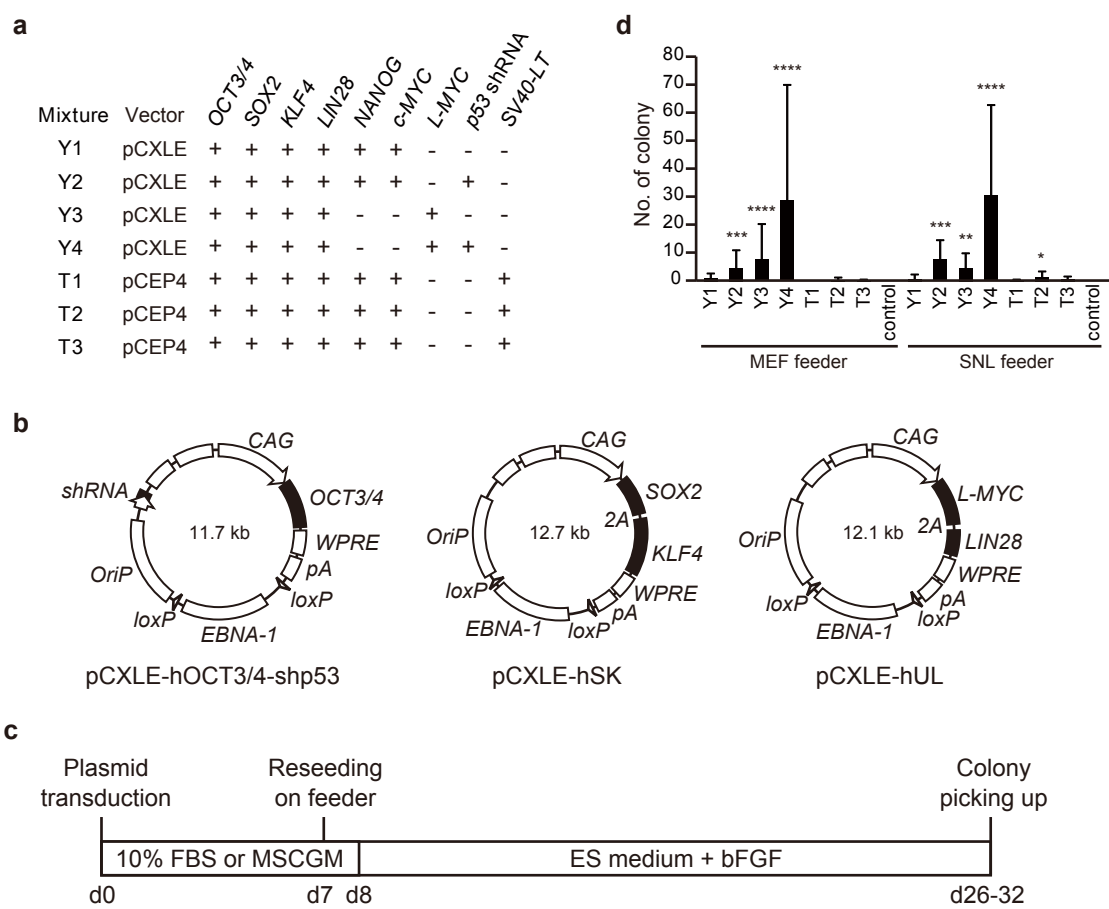 a
OCT3/4 SOX2 KLF4 LIN28 NANOG c-MYC L-MYC p53 shRNA SV40-LT
Mixture Vector
Y1 pCXLE + + + + + + - - -
Y2 pCXLE + + + + + + - + -
Y3 pCXLE + + + + - - + - -
Y4 pCXLE + + + + - - + + -
T1 pCEP4 + + + + + + - - +
T2 pCEP4 + + + + + + - - +
T3 pCEP4 + + + + + + - - +
d
No. of colony
80
70
60
50
40
30
20
10
0
*** **** **** *** ** **** *
Y1 Y2 Y3 Y4 T1 T2 T3 control Y1 Y2 Y3 Y4 T1 T2 T3 control
MEF feeder SNL feeder
b
CAG
OCT3/4
WPRE
pA
loxP
EBNA-1
loxP
OriP
shRNA
11.7 kb
pCXLE-hOCT3/4-shp53
CAG
SOX2
2A
KLF4
WPRE
pA
loxP
EBNA-1
loxP
OriP
12.7 kb
pCXLE-hSK
CAG
L-MYC
2A
LIN28
WPRE
pA
loxP
EBNA-1
loxP
OriP
12.1 kb
pCXLE-hUL
c
Plasmid
transduction
Reseeding
on feeder
Colony
picking up
10% FBS or MSCGM ES medium + bFGF
d0 d7 d8 d26-32